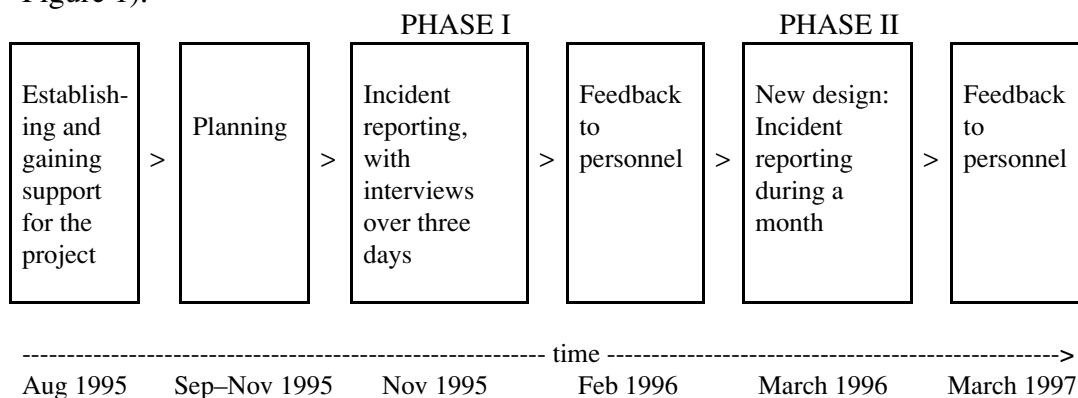 Figure 1).
PHASE I PHASE II
Establish-
ing and
gaining
support
for the
project
>
Planning
>
Incident
reporting,
with
interviews
over three
days
>
Feedback
to
personnel
>
New design:
Incident
reporting
during a
month
>
Feedback
to
personnel
----------------------------------------------------------- time --------------------------------------------------->
Aug 1995 Sep–Nov 1995 Nov 1995 Feb 1996 March 1996 March 1997